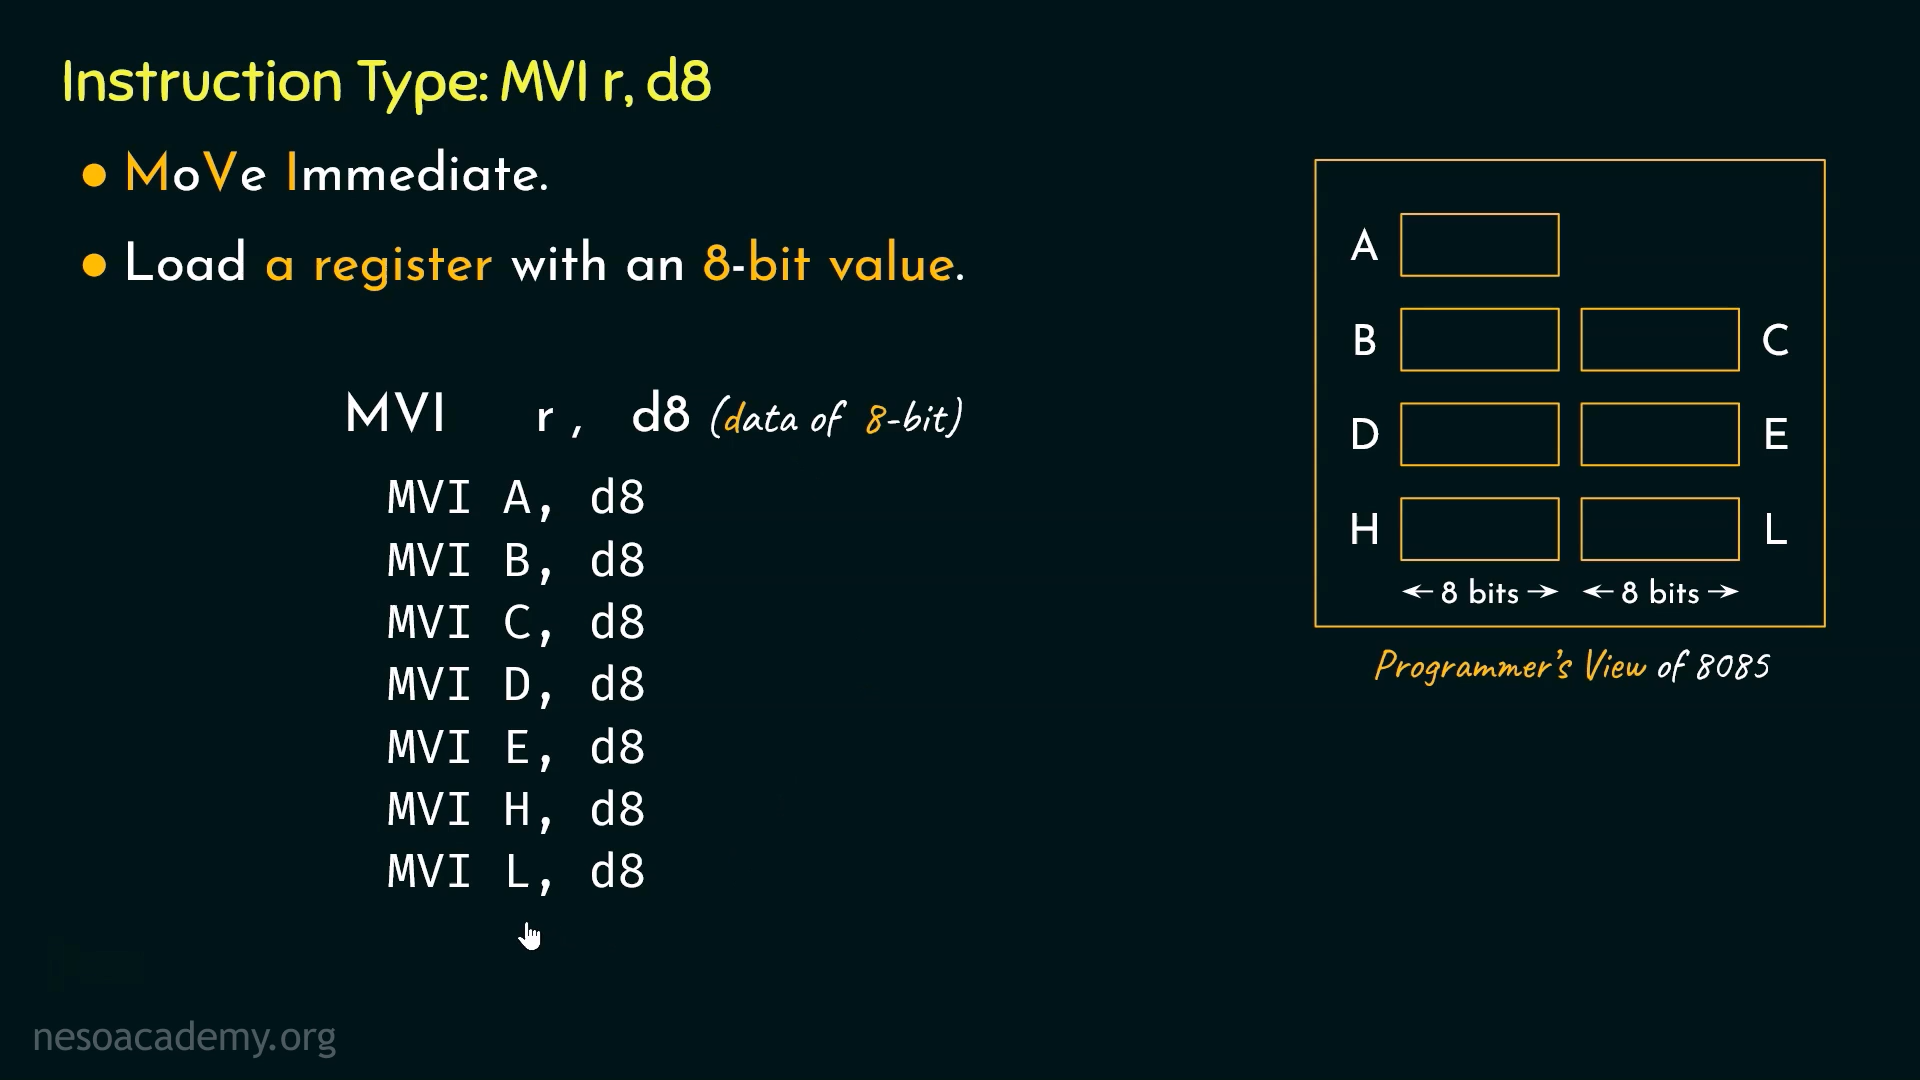 Instruction Type: MVI r, d8
MoVe Immediate.
Load a register with an 8-bit value.
MVI r, d8 (data of 8-bit)
MVI A, d8
MVI B, d8
MVI C, d8
MVI D, d8
MVI E, d8
MVI H, d8
MVI L, d8
A
B C
D E
H L
8 bits 8 bits
Programmer's View of 8085
nesoacademy.org